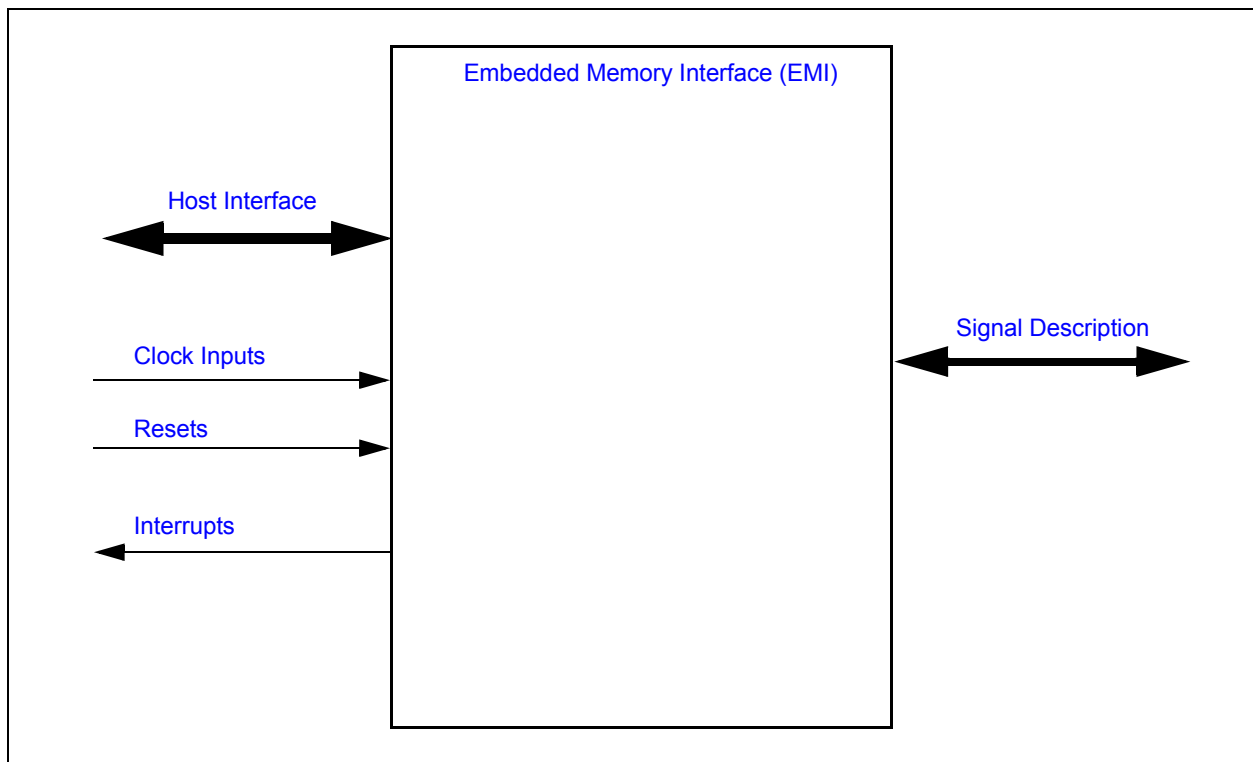 Embedded Memory Interface (EMI)
Host Interface
Signal Description
Clock Inputs
Resets
Interrupts